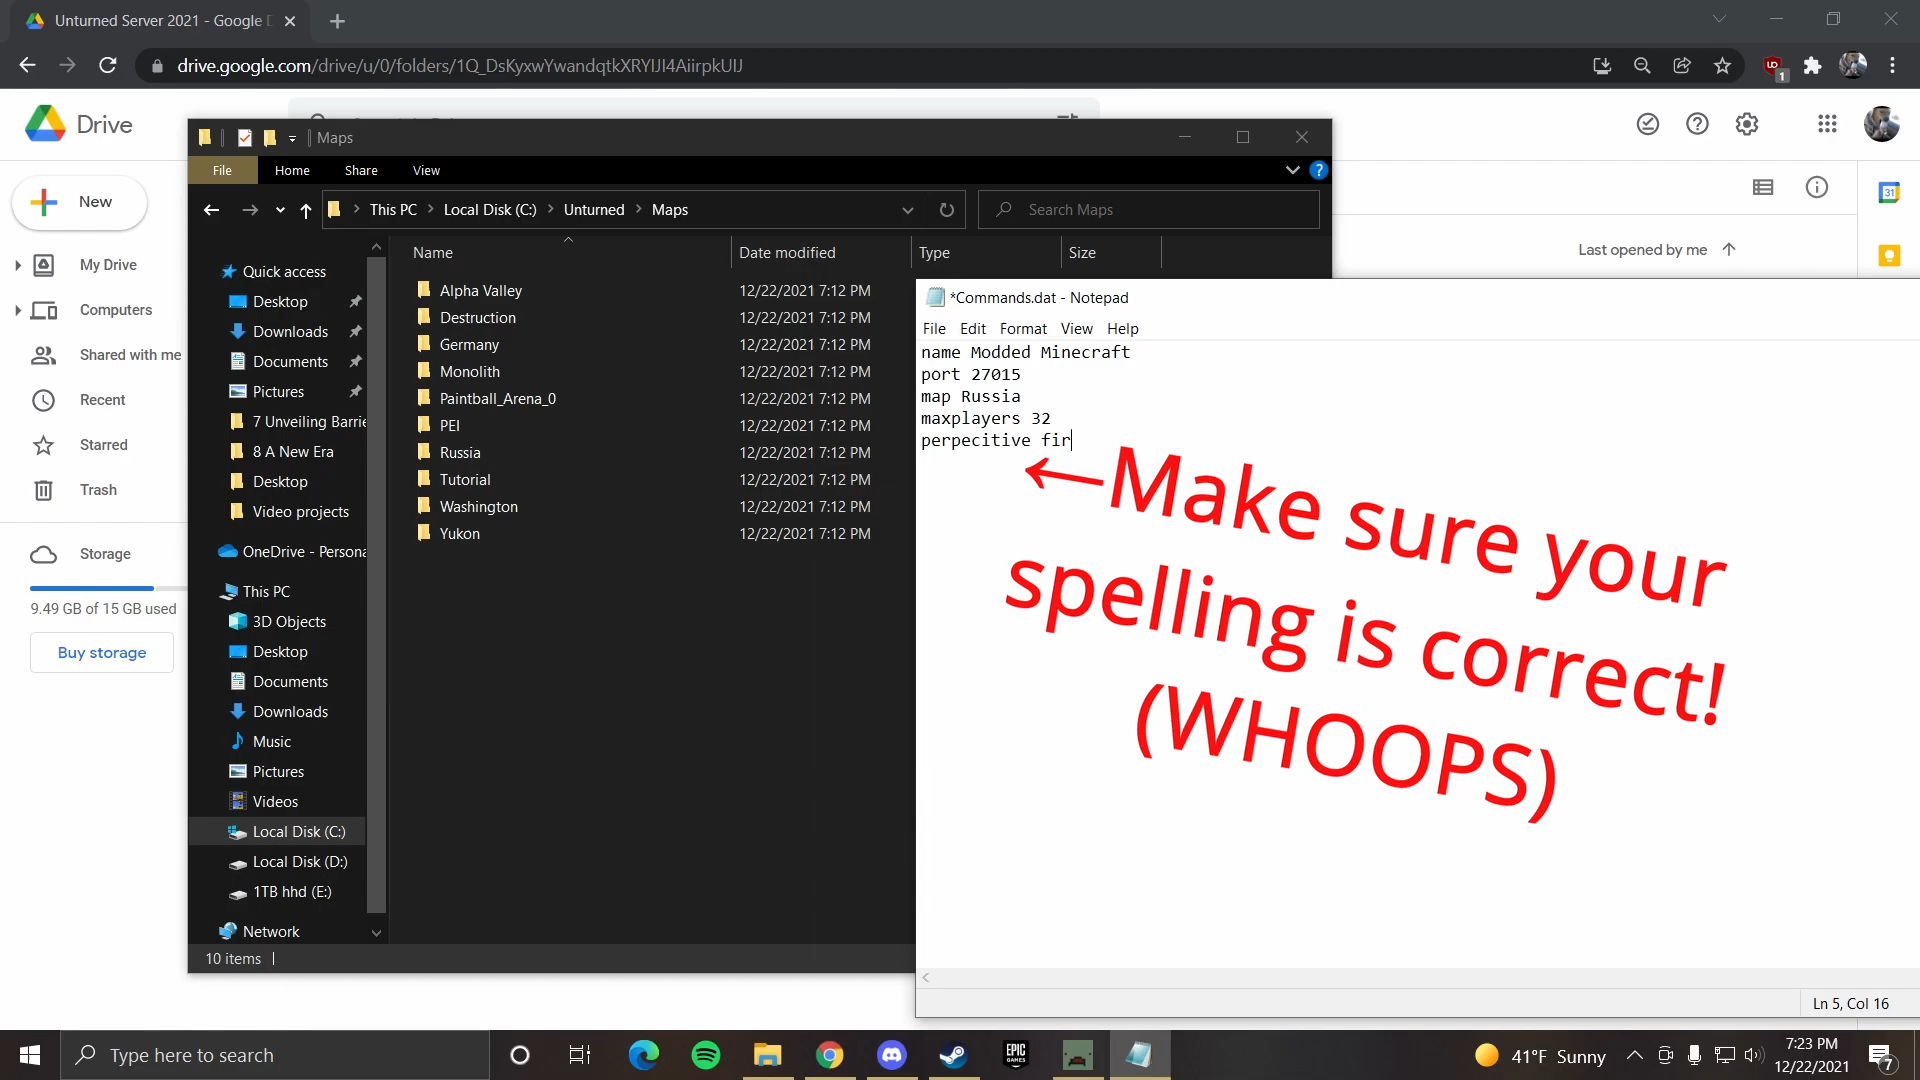 Unturned Server 2021 - Google D
drive.google.com/drive/u/0/folders/1Q_DsKyxwYwandqtkXRYIJI4AiirpkUIJ
1
Drive
New
My Drive
Computers
Shared with me
Recent
Starred
Trash
Storage
9.49 GB of 15 GB used
Buy storage
Last opened by me
31
Maps
File Home Share View
?
This PC > Local Disk (C:) > Unturned > Maps
Search Maps
Name Date modified Type Size
Quick access
Desktop
Downloads
Documents
Pictures
7 Unveiling Barrie
8 A New Era
Desktop
Video projects
OneDrive - Persona
This PC
3D Objects
Desktop
Documents
Downloads
Music
Pictures
Videos
Local Disk (C:)
Local Disk (D:)
1TB hhd (E:)
Network
Alpha Valley 12/22/2021 7:12 PM
Destruction 12/22/2021 7:12 PM
Germany 12/22/2021 7:12 PM
Monolith 12/22/2021 7:12 PM
Paintball_Arena_0 12/22/2021 7:12 PM
PEI 12/22/2021 7:12 PM
Russia 12/22/2021 7:12 PM
Tutorial 12/22/2021 7:12 PM
Washington 12/22/2021 7:12 PM
Yukon 12/22/2021 7:12 PM
10 items
*Commands.dat - Notepad
File Edit Format View Help
name Modded Minecraft
port 27015
map Russia
maxplayers 32
perpecitive fir
←Make sure your
spelling is correct!
(WHOOPS)
Ln 5, Col 16
Type here to search
EPIC
GAMES
41°F Sunny
7:23 PM
12/22/2021
7